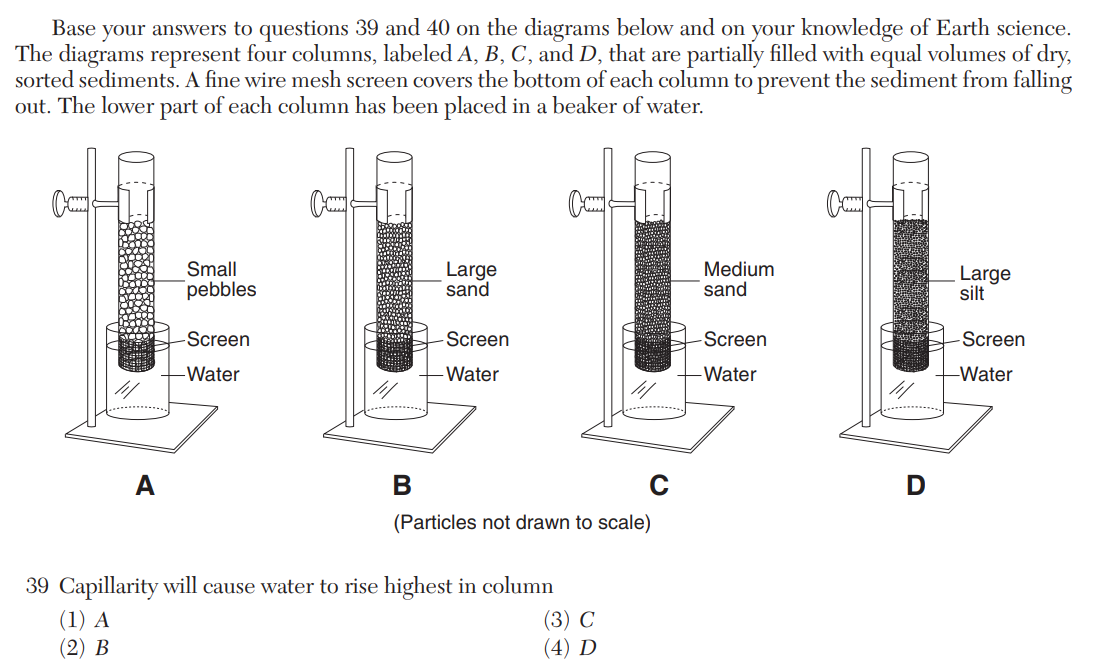 Base your answers to questions 39 and 40 on the diagrams below and on your knowledge of Earth science.
The diagrams represent four columns, labeled A, B, C, and D, that are partially filled with equal volumes of dry,
sorted sediments. A fine wire mesh screen covers the bottom of each column to prevent the sediment from falling
out. The lower part of each column has been placed in a beaker of water.
Small
pebbles
Screen
Water
A
Large
sand
Screen
Water
B
Medium
sand
Screen
Water
C
Large
silt
Screen
Water
D
(Particles not drawn to scale)
39 Capillarity will cause water to rise highest in column
(1) A
(2) B
(3) C
(4) D